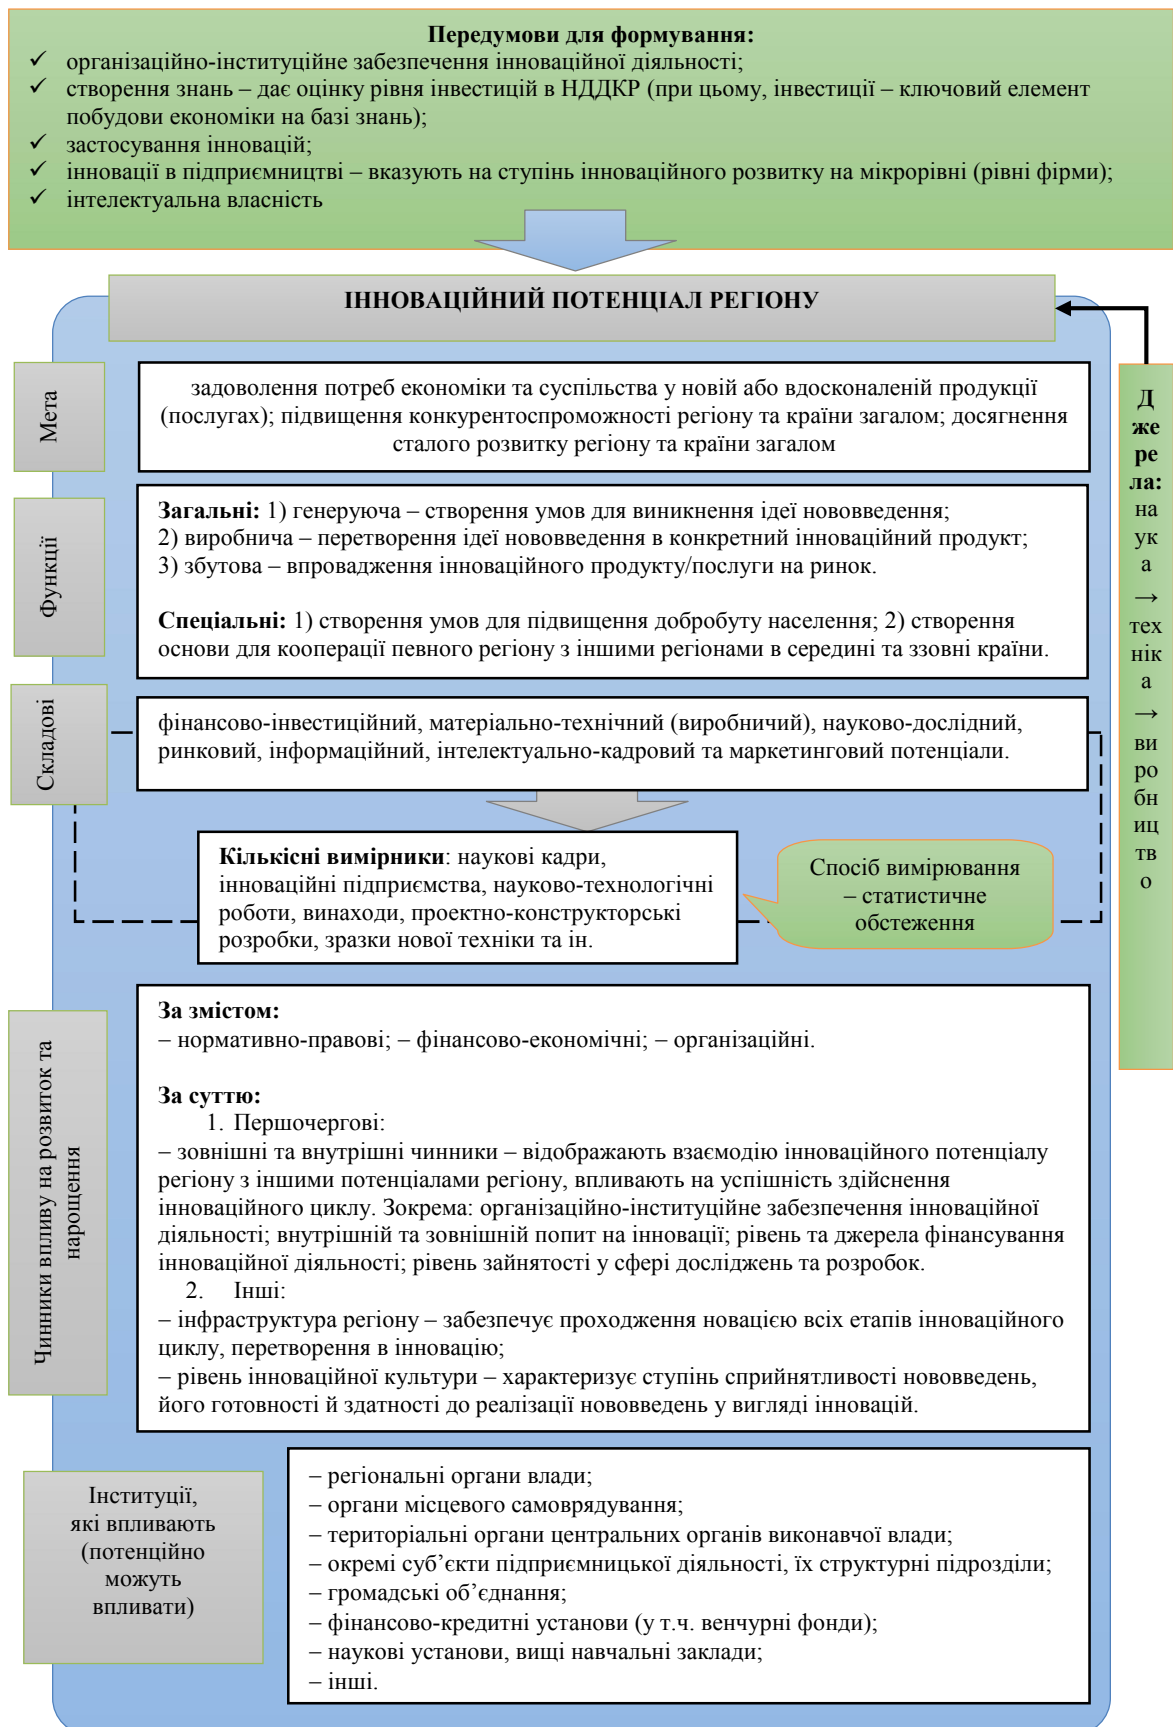 Передумови для формування:
✓ організаційно-інституційне забезпечення інноваційної діяльності;
✓ створення знань – дає оцінку рівня інвестицій в НДДКР (при цьому, інвестиції – ключовий елемент
побудови економіки на базі знань);
✓ застосування інновацій;
✓ інновації в підприємництві – вказують на ступінь інноваційного розвитку на мікрорівні (рівні фірми);
✓ інтелектуальна власність
ІННОВАЦІЙНИЙ ПОТЕНЦІАЛ РЕГІОНУ
Мета
задоволення потреб економіки та суспільства у новій або вдосконаленій продукції
(послугах); підвищення конкурентоспроможності регіону та країни загалом; досягнення
сталого розвитку регіону та країни загалом
Функції
Загальні: 1) генеруюча – створення умов для виникнення ідеї нововведення;
2) виробнича – перетворення ідеї нововведення в конкретний інноваційний продукт;
3) збутова – впровадження інноваційного продукту/послуги на ринок.
Спеціальні: 1) створення умов для підвищення добробуту населення; 2) створення
основи для кооперації певного регіону з іншими регіонами в середині та ззовні країни.
Складові
фінансово-інвестиційний, матеріально-технічний (виробничий), науково-дослідний,
ринковий, інформаційний, інтелектуально-кадровий та маркетинговий потенціали.
Кількісні вимірники: наукові кадри,
інноваційні підприємства, науково-технологічні
роботи, винаходи, проектно-конструкторські
розробки, зразки нової техніки та ін.
Спосіб вимірювання
– статистичне
обстеження
Д
же
ре
ла:
на
ук
а
→
тех
нік
а
→
ви
ро
бн
иц
тв
о
Чинники впливу на розвиток та
нарощення
За змістом:
– нормативно-правові; – фінансово-економічні; – організаційні.
За суттю:
1. Першочергові:
– зовнішні та внутрішні чинники – відображають взаємодію інноваційного потенціалу
регіону з іншими потенціалами регіону, впливають на успішність здійснення
інноваційного циклу. Зокрема: організаційно-інституційне забезпечення інноваційної
діяльності; внутрішній та зовнішній попит на інновації; рівень та джерела фінансування
інноваційної діяльності; рівень зайнятості у сфері досліджень та розробок.
2. Інші:
– інфраструктура регіону – забезпечує проходження новацією всіх етапів інноваційного
циклу, перетворення в інновацію;
– рівень інноваційної культури – характеризує ступінь сприйнятливості нововведень,
його готовності й здатності до реалізації нововведень у вигляді інновацій.
Інституції,
які впливають
(потенційно
можуть
впливати)
– регіональні органи влади;
– органи місцевого самоврядування;
– територіальні органи центральних органів виконавчої влади;
– окремі суб’єкти підприємницької діяльності, їх структурні підрозділи;
– громадські об’єднання;
– фінансово-кредитні установи (у т.ч. венчурні фонди);
– наукові установи, вищі навчальні заклади;
– інші.